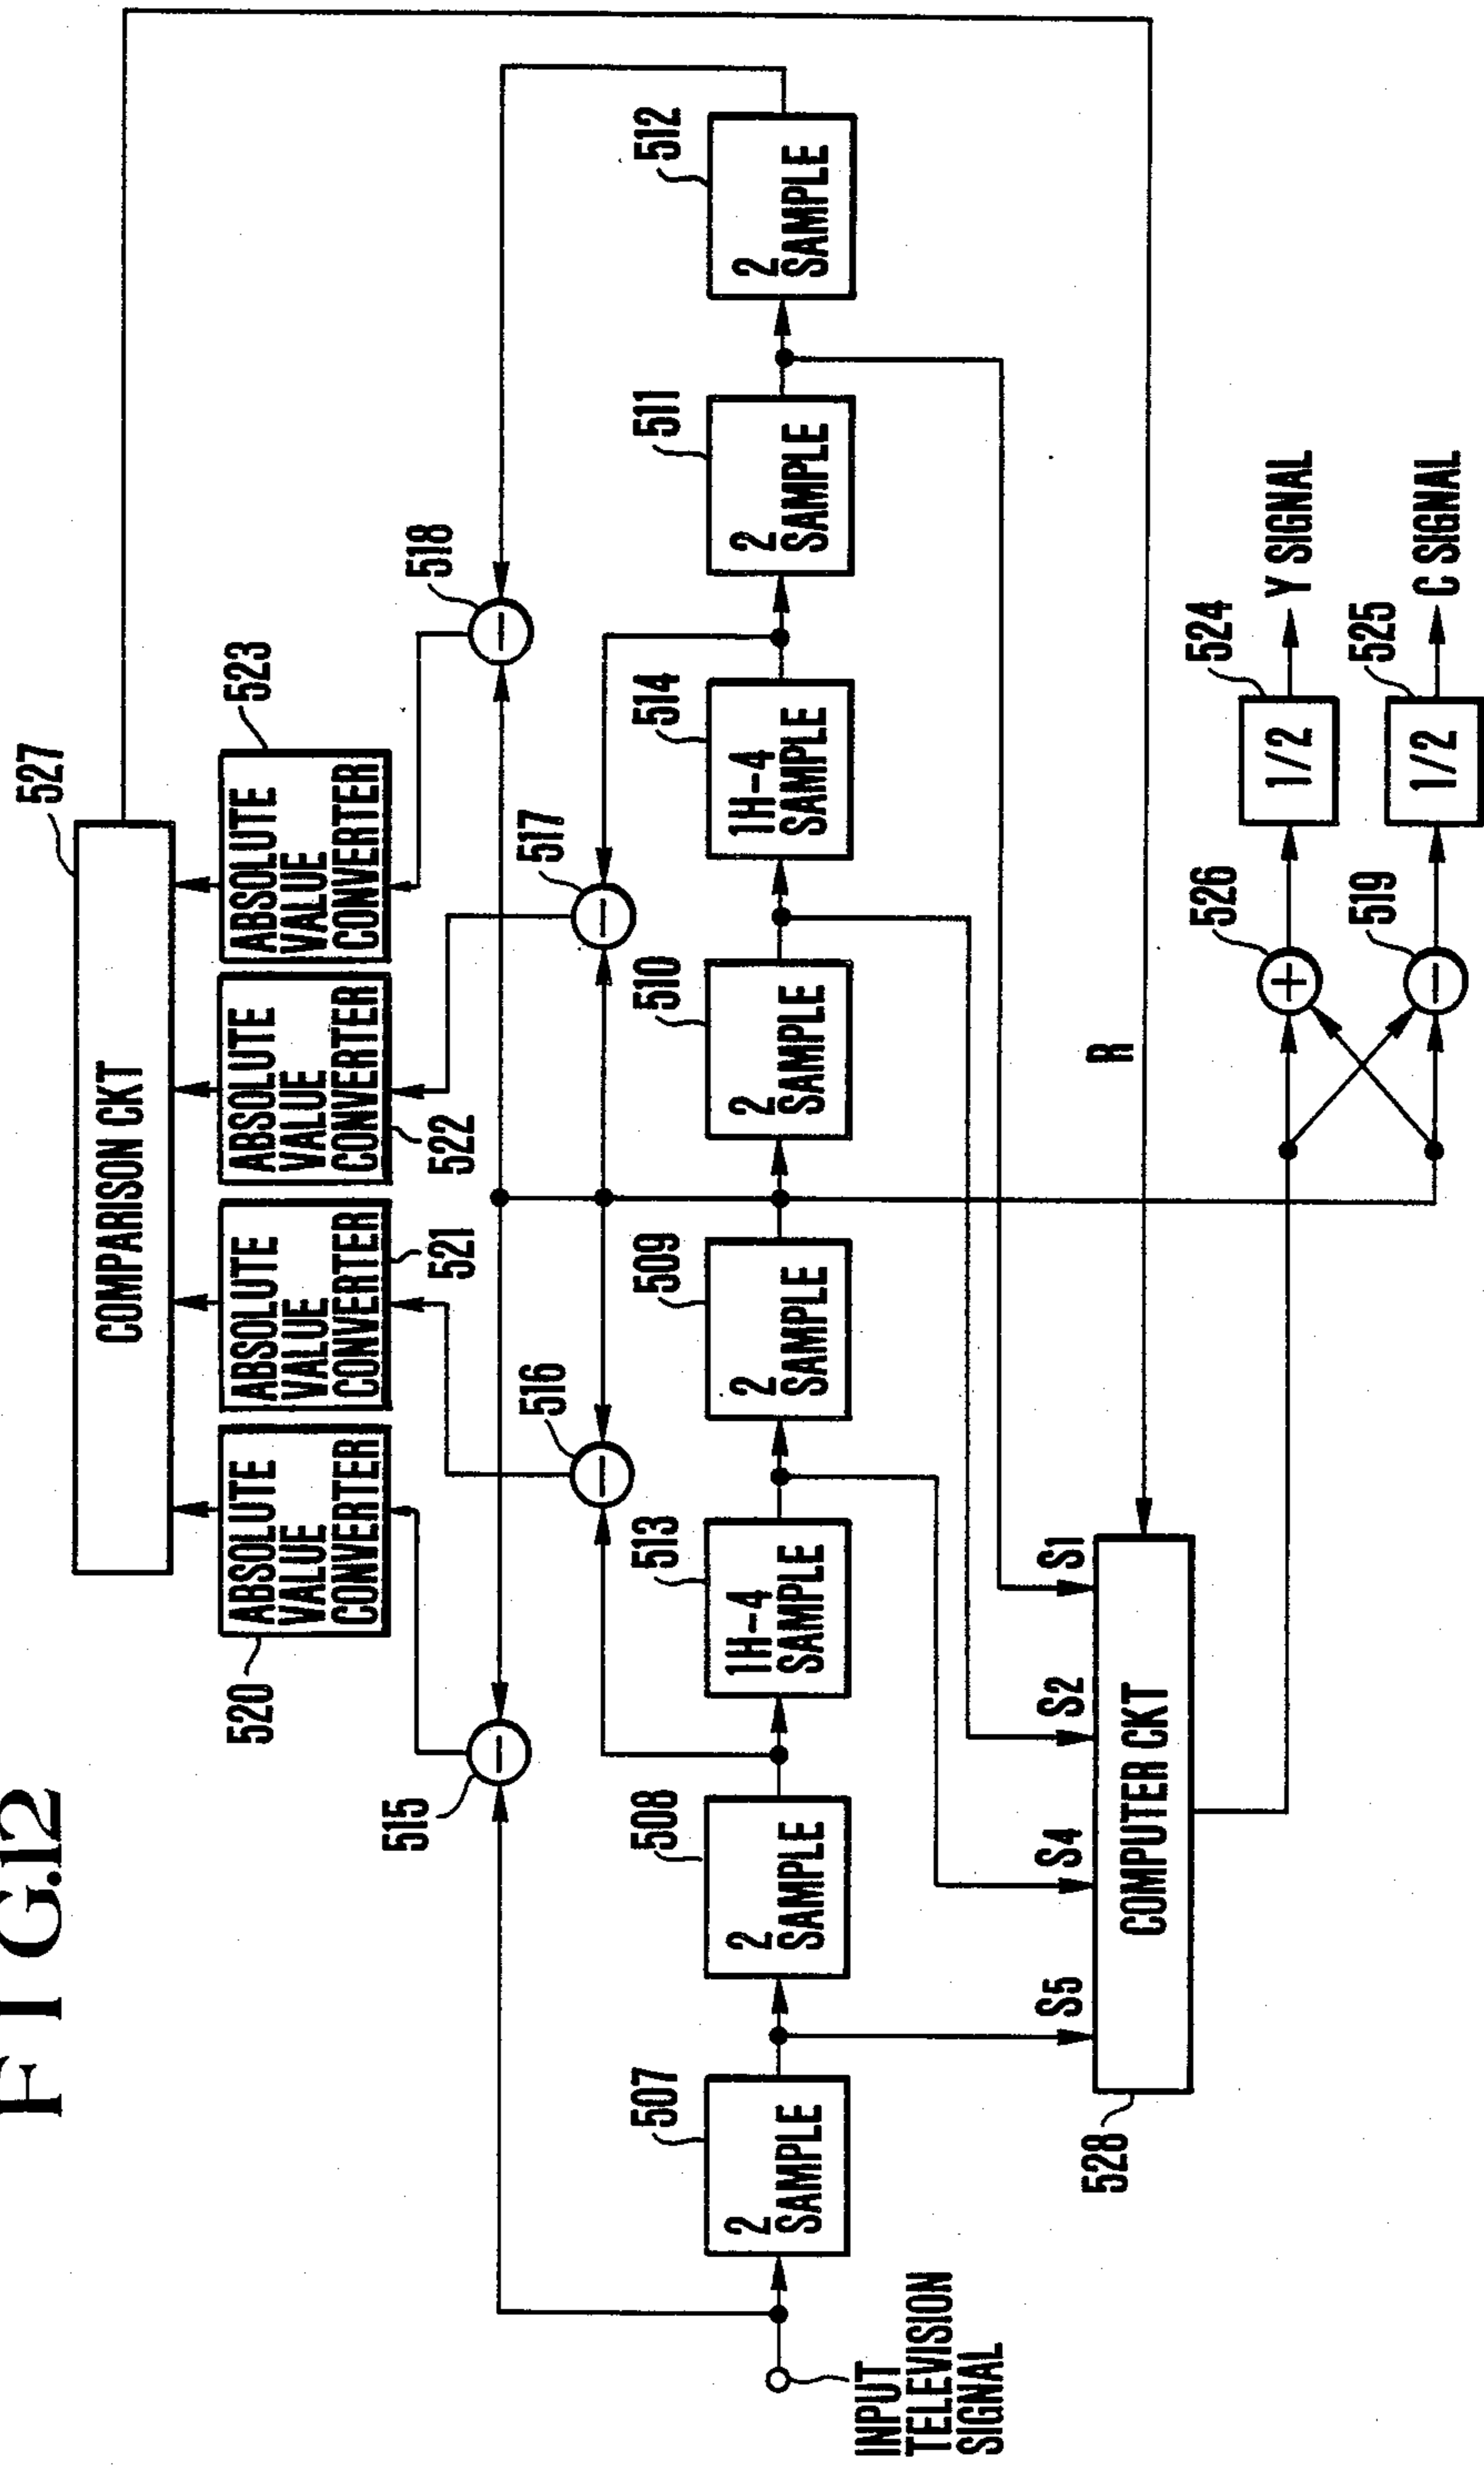 FIG.12
527
COMPARISON CKT
520
ABSOLUTE
VALUE
CONVERTER
521
ABSOLUTE
VALUE
CONVERTER
522
ABSOLUTE
VALUE
CONVERTER
523
ABSOLUTE
VALUE
CONVERTER
515
516
517
518
INPUT
TELEVISION
SIGNAL
507
2
SAMPLE
508
2
SAMPLE
513
1H-4
SAMPLE
509
2
SAMPLE
510
2
SAMPLE
514
1H-4
SAMPLE
511
2
SAMPLE
512
2
SAMPLE
S5
S4
S2
S1
R
528
COMPUTER CKT
526
+
524
1/2
Y SIGNAL
519
525
1/2
C SIGNAL